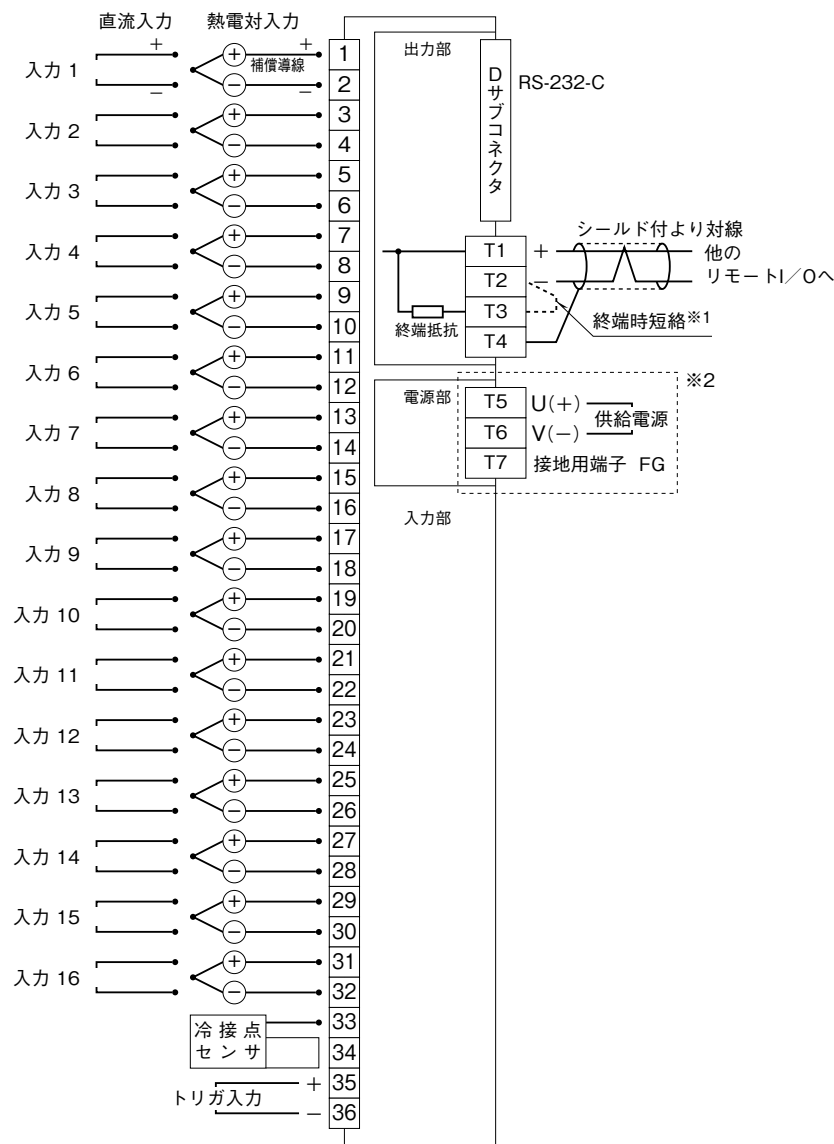 直流入力 熱電対入力
入力 1 + − + 補償導線 + − − 1 2
入力 2 + − 3 4
入力 3 + − 5 6
入力 4 + − 7 8
入力 5 + − 9 10
入力 6 + − 11 12
入力 7 + − 13 14
入力 8 + − 15 16
入力 9 + − 17 18
入力 10 + − 19 20
入力 11 + − 21 22
入力 12 + − 23 24
入力 13 + − 25 26
入力 14 + − 27 28
入力 15 + − 29 30
入力 16 + − 31 32
冷接点
センサ
33
34
トリガ入力 + 35
− 36
出力部
Dサブコネクタ
RS-232-C
シールド付より対線
T1 + 他の
T2 − リモートI/Oへ
T3
終端抵抗
終端時短絡※1
T4
電源部
※2
T5 U(+)
供給電源
T6 V(−)
T7 接地用端子 FG
入力部